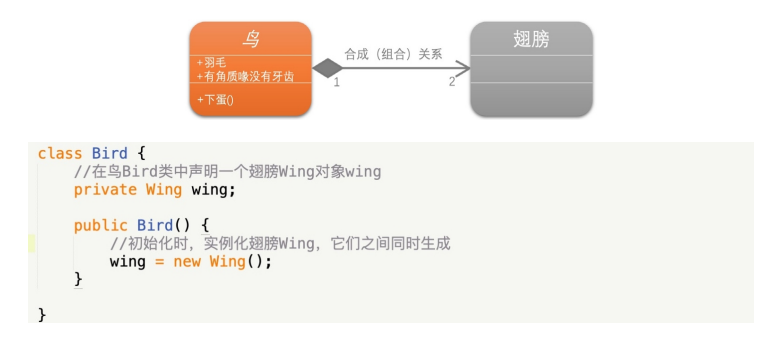 鸟
翅膀
合成（组合）关系
+羽毛
+有角质喙没有牙齿
1
2
+下蛋()
class Bird {
//在鸟Bird类中声明一个翅膀Wing对象wing
private Wing wing;
public Bird() {
//初始化时，实例化翅膀Wing，它们之间同时生成
wing = new Wing();
}
}